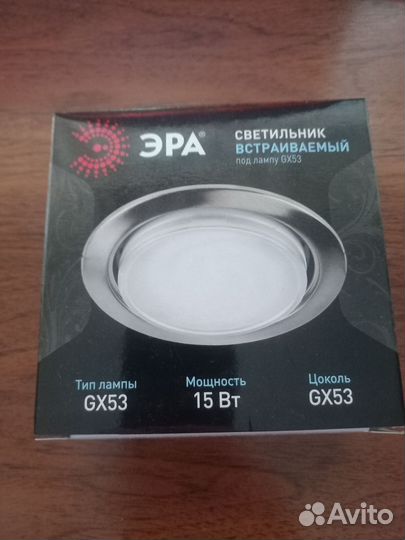 ЭРА®
СВЕТИЛЬНИК
ВСТРАИВАЕМЫЙ
под лампу GX53
Тип лампы
GX53
Мощность
15 Вт
Цоколь
GX53
Avito